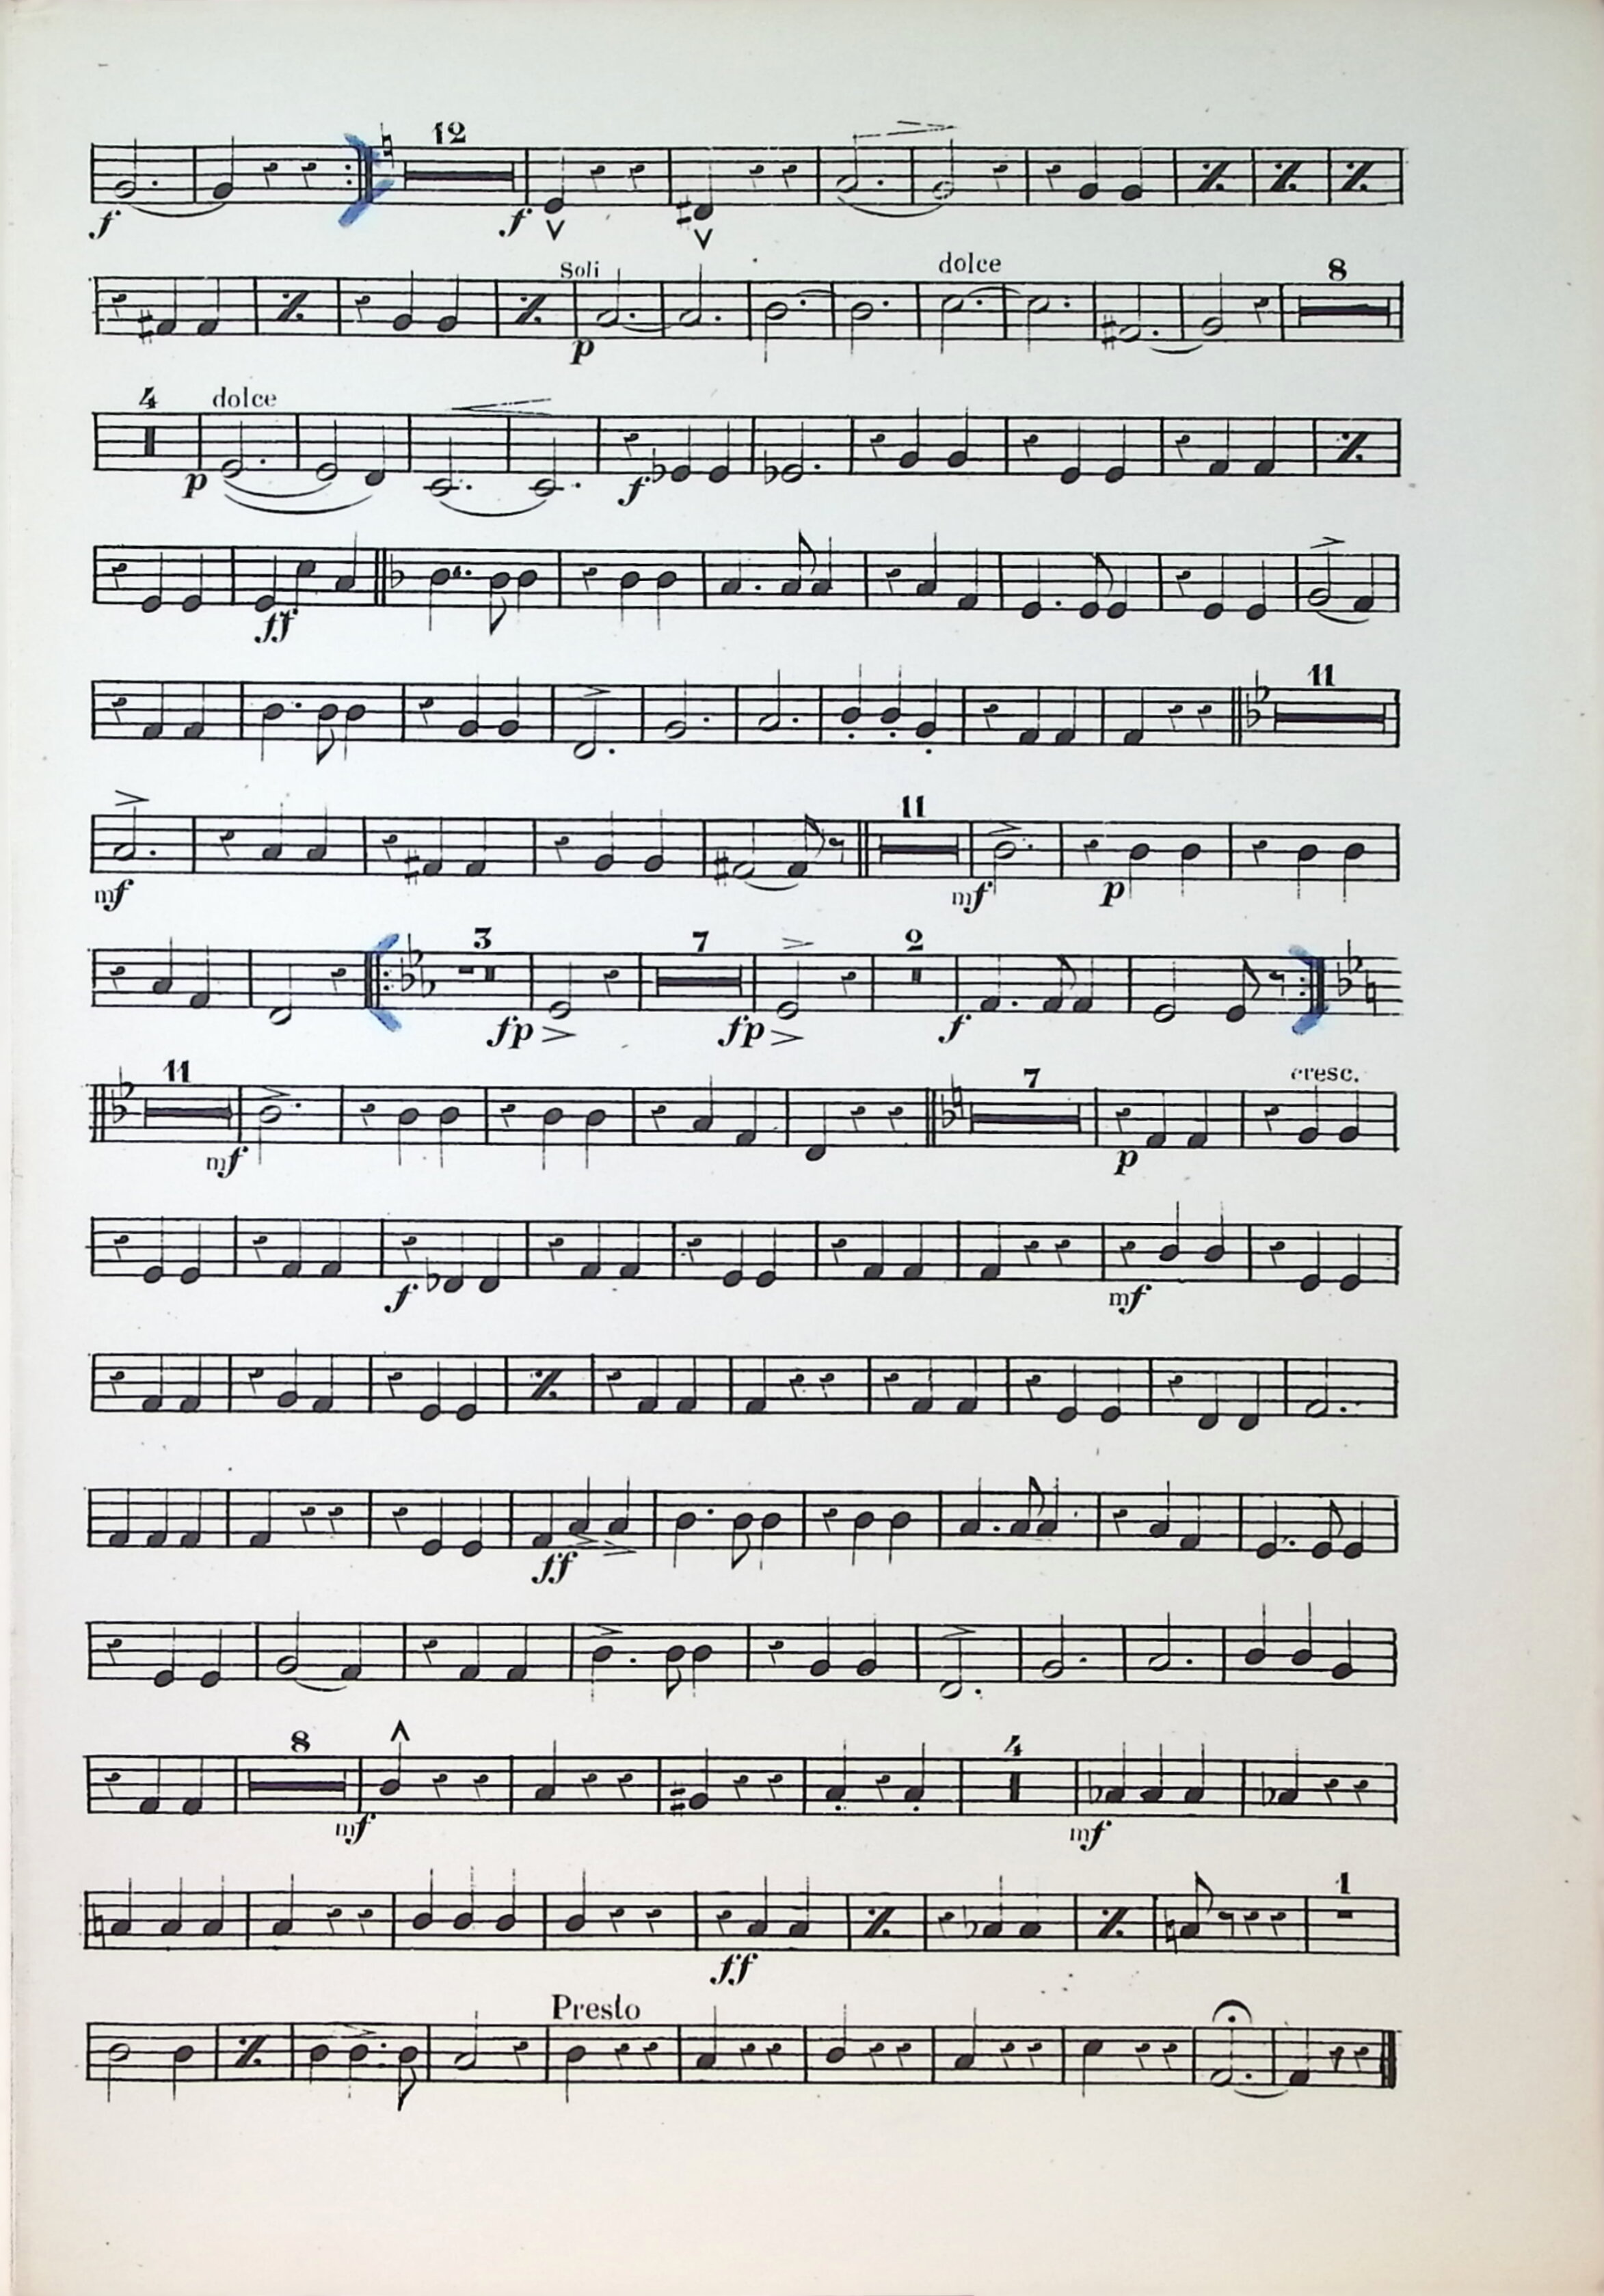 12
f f
Soli dolce 8
p
4 dolce
p f
ff
11
11
mf mf p
3 7 2
fp fp f
11 7 cresc.
mf p
f mf
ff
8 4
mf mf
1
ff
Presto